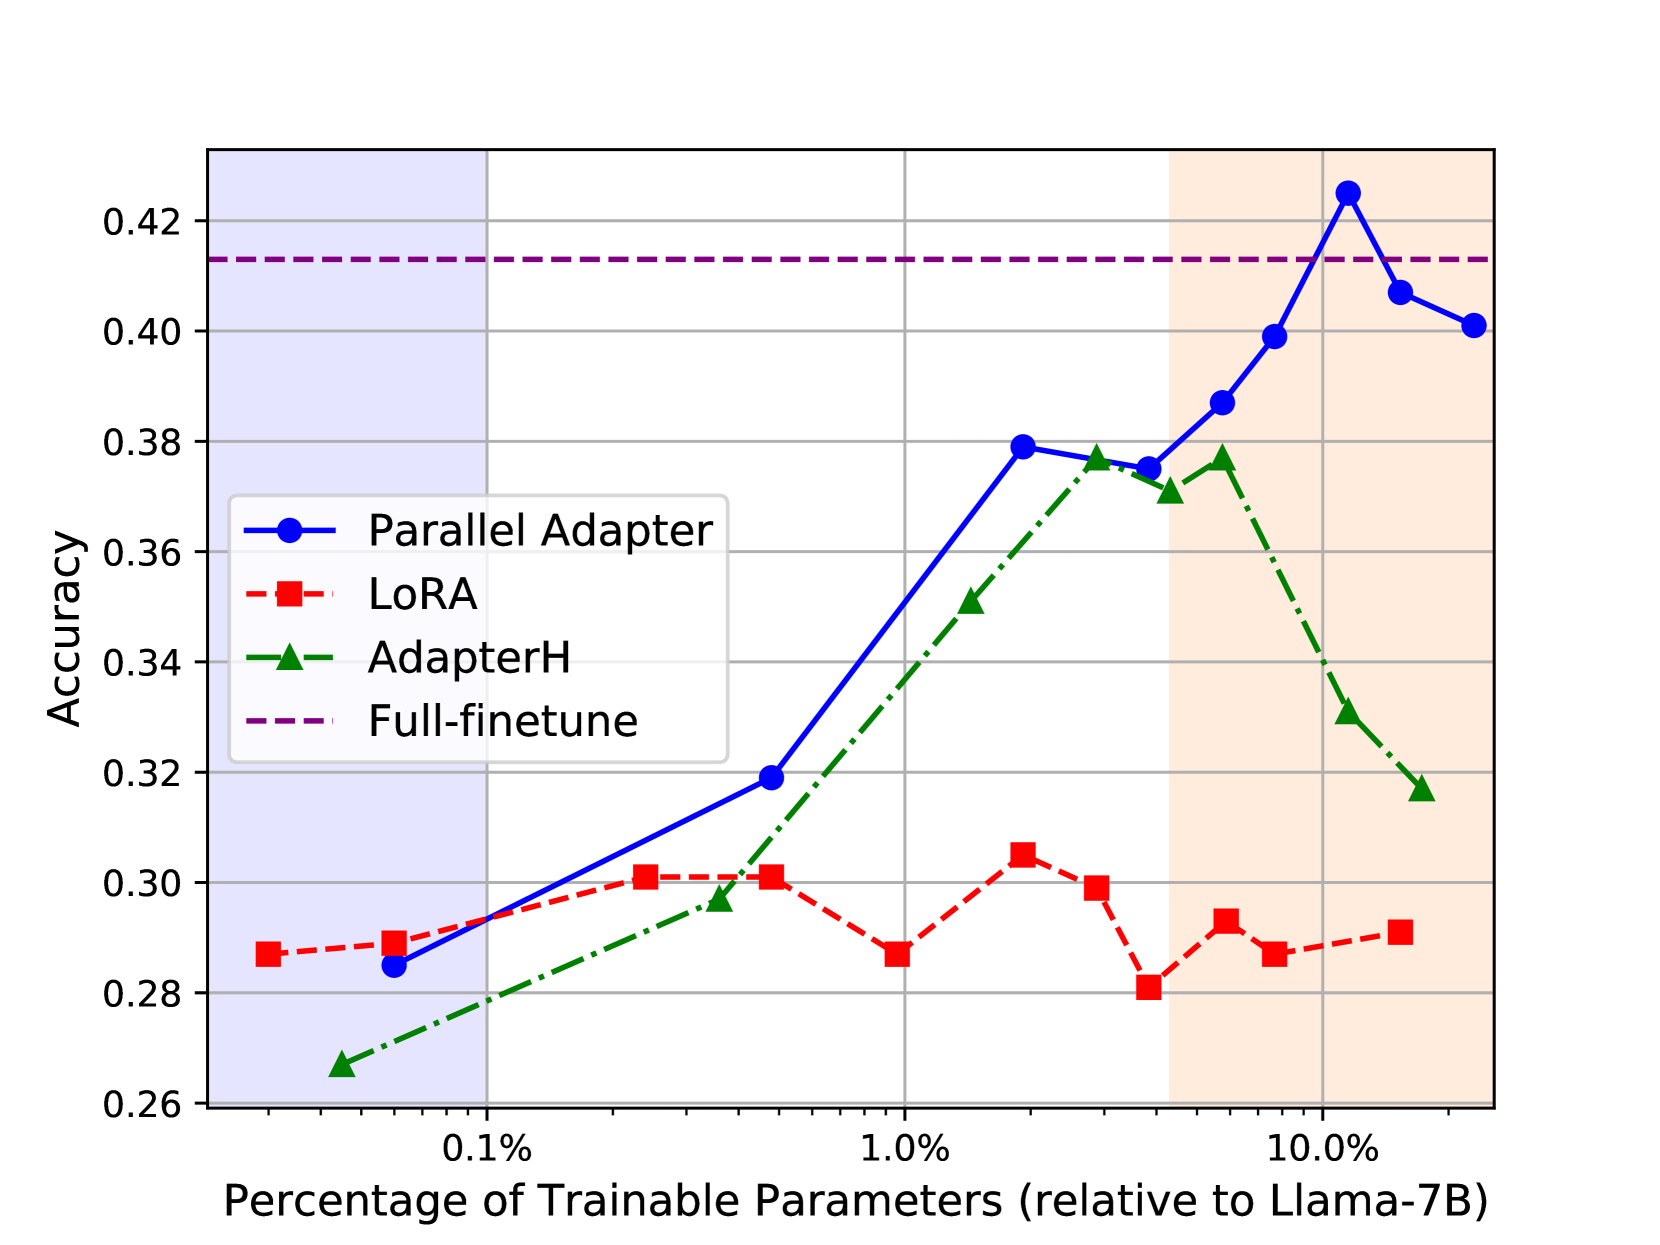 0.42
0.40
0.38
0.36
0.34
0.32
0.30
0.28
0.26
Accuracy
Parallel Adapter
LoRA
AdapterH
Full-finetune
0.1%
1.0%
10.0%
Percentage of Trainable Parameters (relative to Llama-7B)